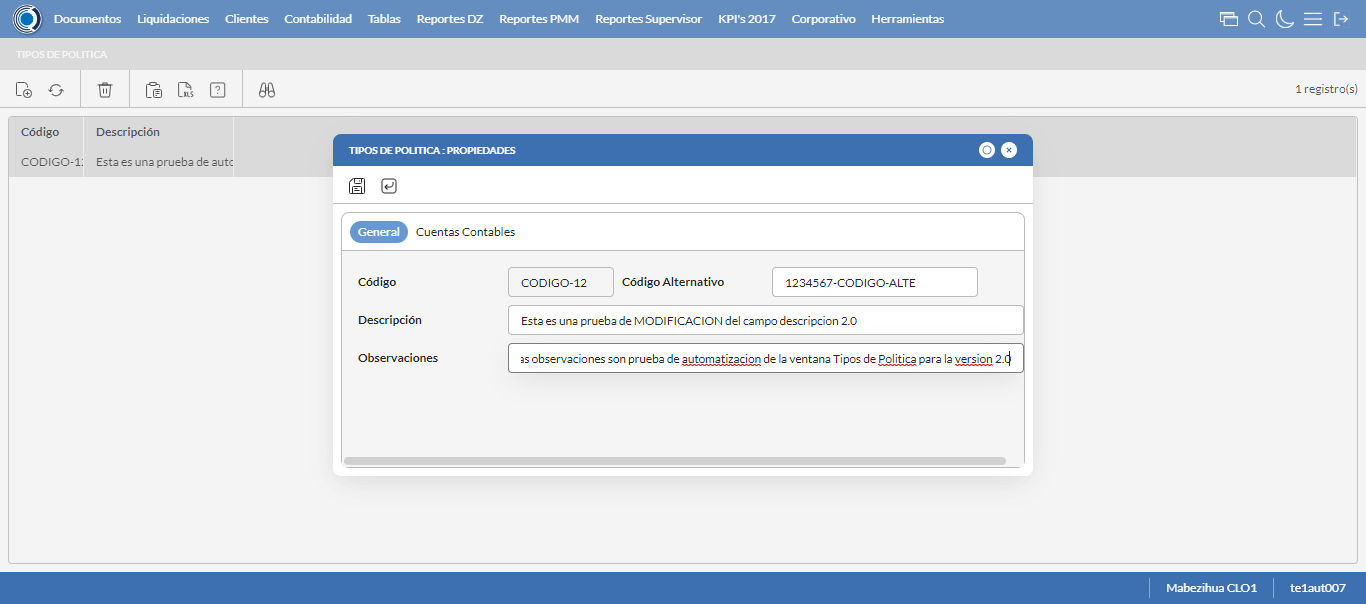 Documentos Liquidaciones Clientes Contabilidad Tablas Reportes DZ Reportes PMM Reportes Supervisor KPI's 2017 Corporativo Herramientas
TIPOS DE POLITICA
1 registro(s)
Código Descripción
CODIGO-12 Esta es una prueba de auto
TIPOS DE POLITICA : PROPIEDADES
General Cuentas Contables
Código CODIGO-12 Código Alternativo 1234567-CODIGO-ALTE
Descripción Esta es una prueba de MODIFICACION del campo descripcion 2.0
Observaciones as observaciones son prueba de automatizacion de la ventana Tipos de Politica para la version 2.0
Mabezihua CLO1 te1aut007